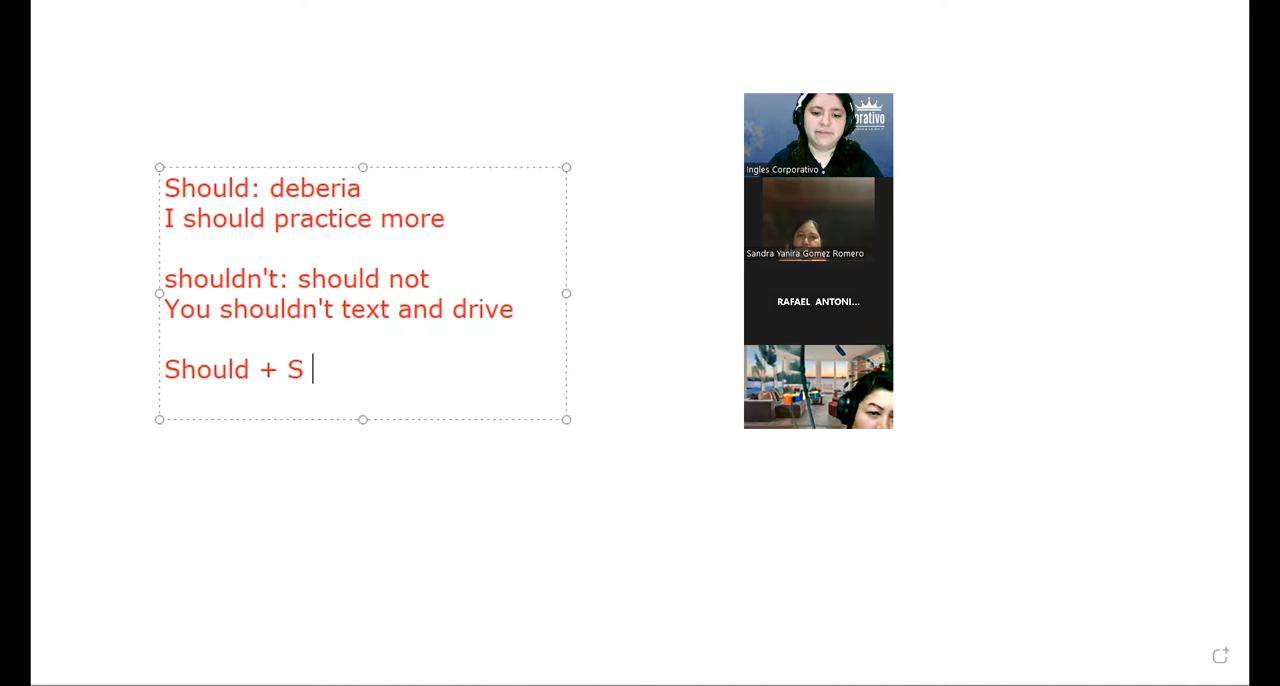 Should: deberia
I should practice more
shouldn't: should not
You shouldn't text and drive
Should + S
orativo
Ingles Corporativo
Sandra Yanira Gomez Romero
RAFAEL ANTONI...